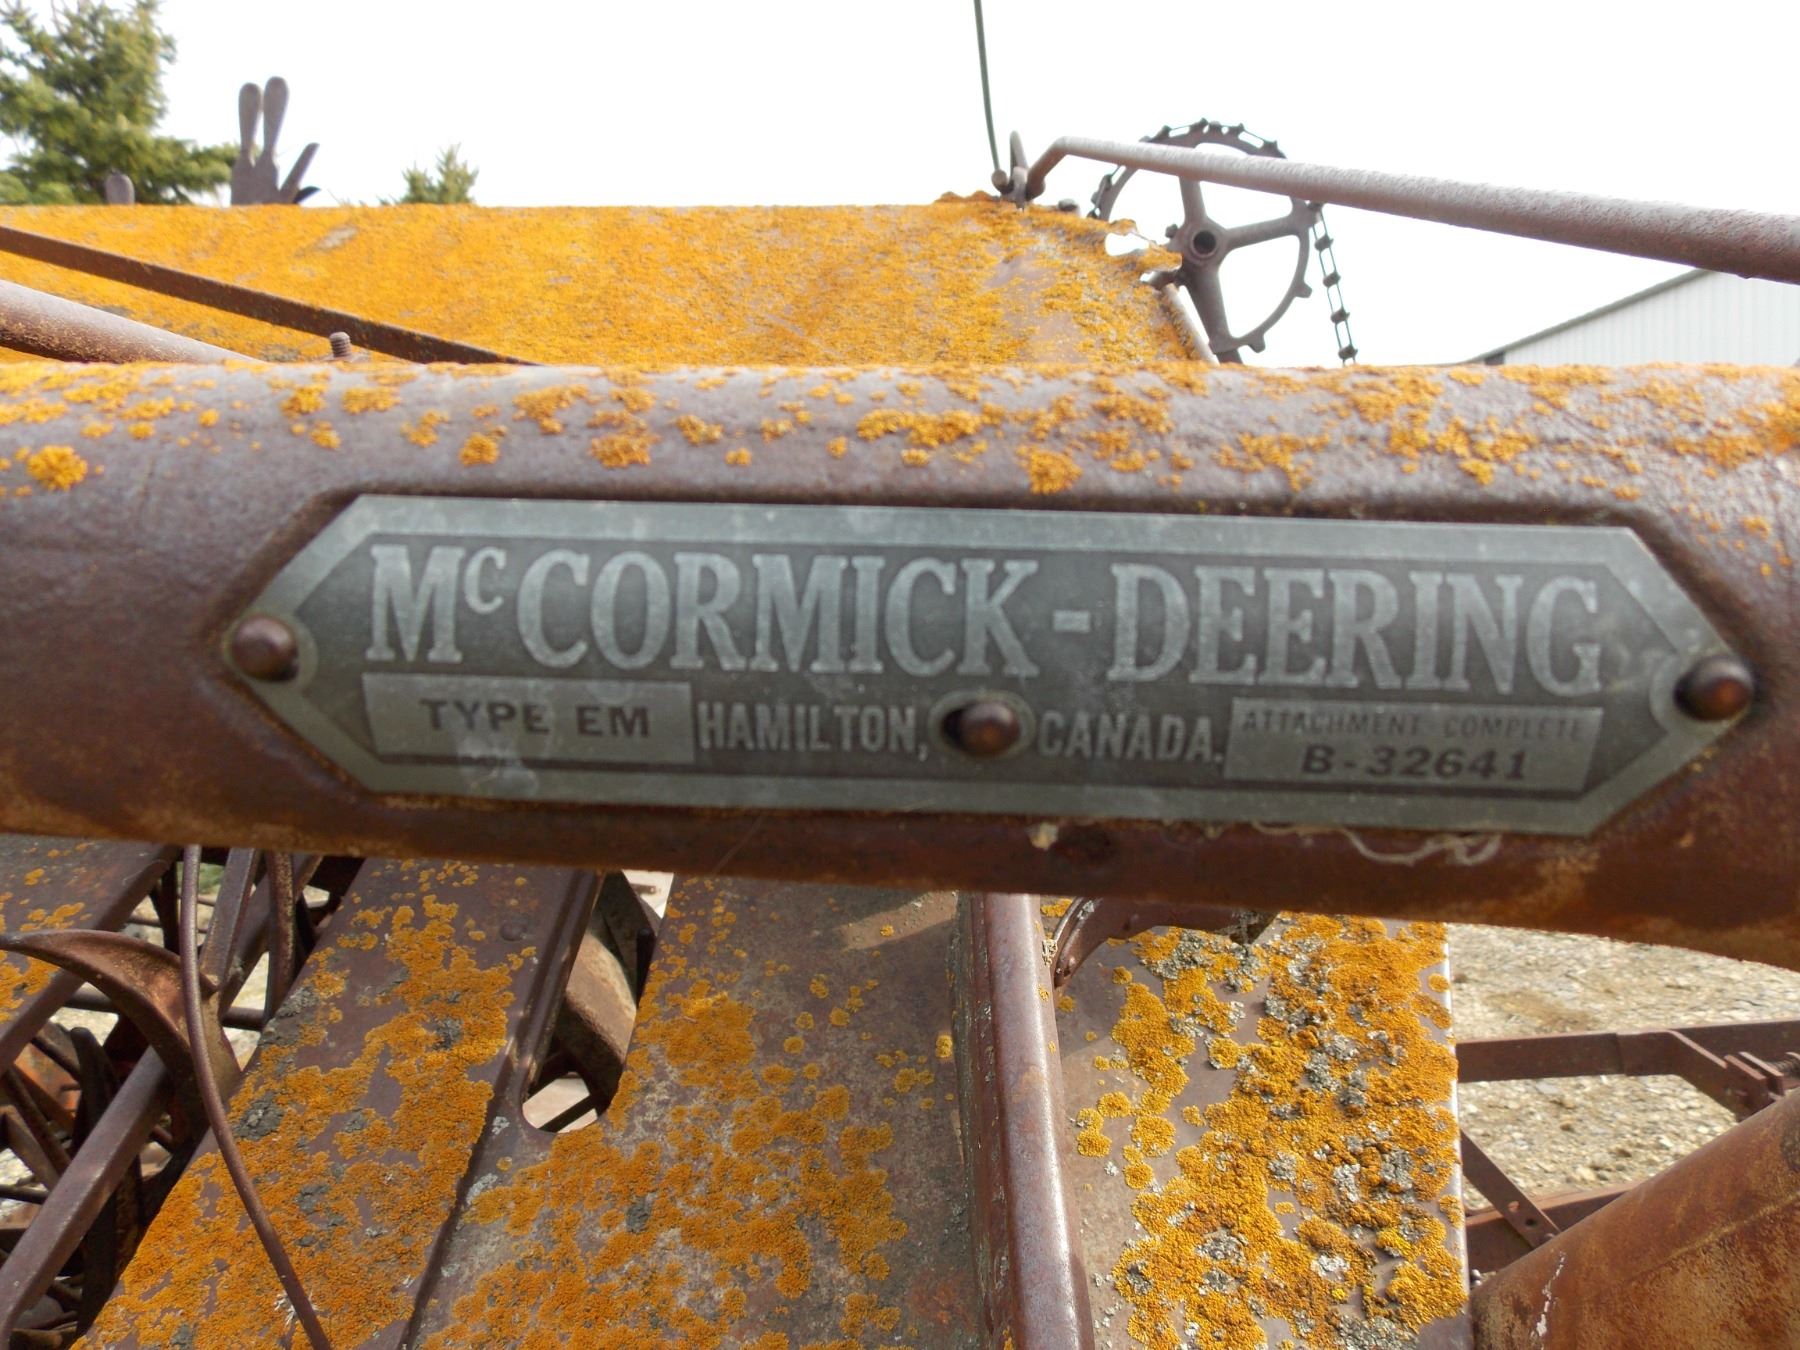 McCORMICK-DEERING
TYPE EM HAMILTON, CANADA. ATTACHMENT COMPLETE
B-32641